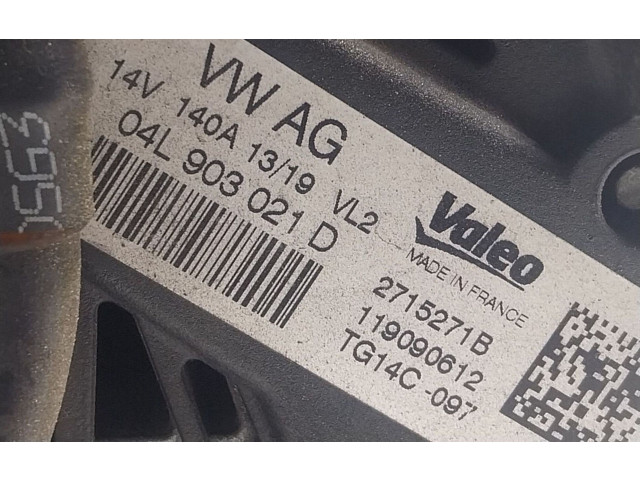 VW AG
14V 140A 13/19 VL2
04L 903 021 D
Valeo
MADE IN FRANCE
2715271B
119090612
TG14C-097